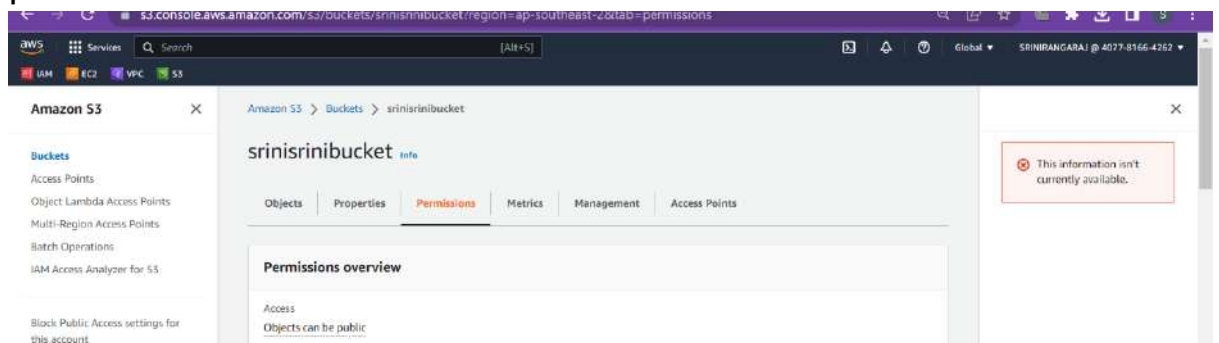 s3.console.aws.amazon.com/s3/buckets/srinisrinibucket?region=ap-southeast-2&tab=permissions
aws Services Search [Alt+S] Global ▼ SRINIRANGARAJ @ 4077-8166-4262 ▼
IAM EC2 VPC S3
Amazon S3
Buckets
Access Points
Object Lambda Access Points
Multi-Region Access Points
Batch Operations
IAM Access Analyzer for S3
Block Public Access settings for
this account
Amazon S3 > Buckets > srinisrinibucket
srinisrinibucket Info
Objects Properties Permissions Metrics Management Access Points
Permissions overview
Access
Objects can be public
This information isn't
currently available.